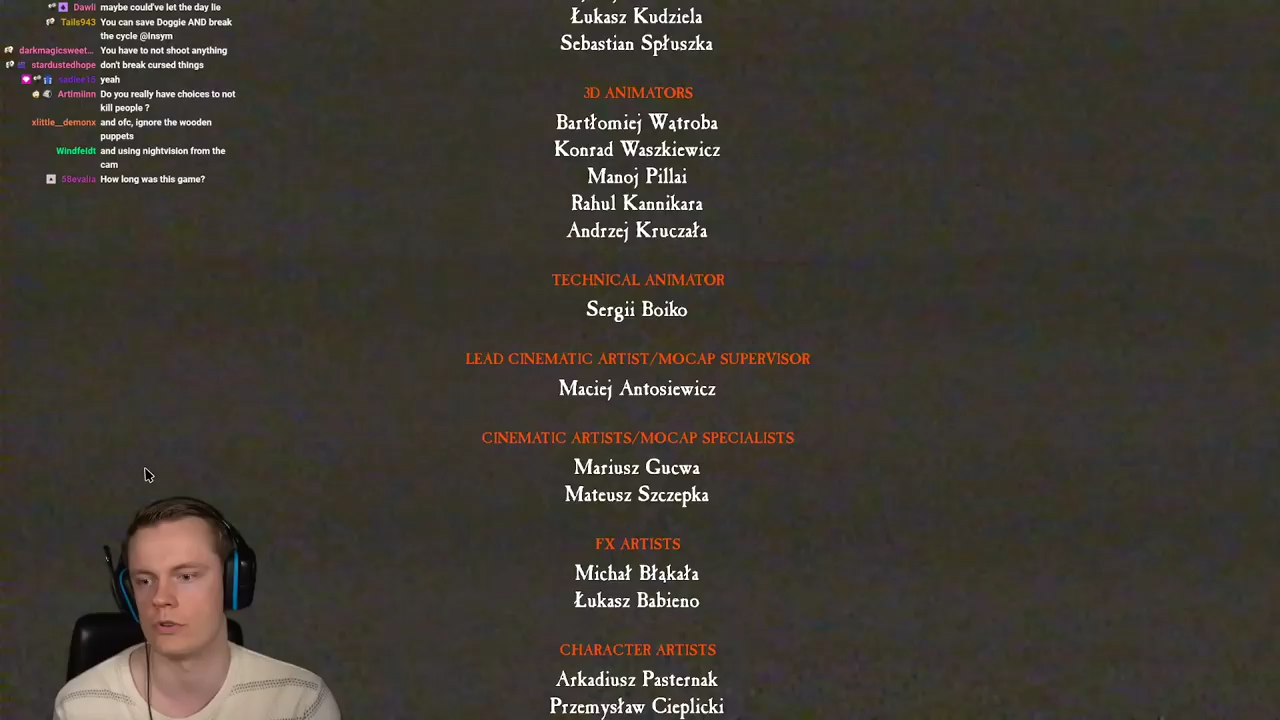 Dawli maybe could've let the day lie
Tails943 You can save Doggie AND break
the cycle @Insym
darkmagicsweet... You have to not shoot anything
stardustedhope don't break cursed things
sadiee15 yeah
Artimiinn Do you really have choices to not
kill people ?
xlittle__demonx and ofc, ignore the wooden
puppets
Windfeldt and using nightvision from the
cam
58evalia How long was this game?
Łukasz Kudziela
Sebastian Spłuszka
3D ANIMATORS
Bartłomiej Wątroba
Konrad Waszkiewicz
Manoj Pillai
Rahul Kannikara
Andrzej Kruczała
TECHNICAL ANIMATOR
Sergii Boiko
LEAD CINEMATIC ARTIST/MOCAP SUPERVISOR
Maciej Antosiewicz
CINEMATIC ARTISTS/MOCAP SPECIALISTS
Mariusz Gucwa
Mateusz Szczepka
FX ARTISTS
Michał Błąkała
Łukasz Babieno
CHARACTER ARTISTS
Arkadiusz Pasternak
Przemysław Cieplicki